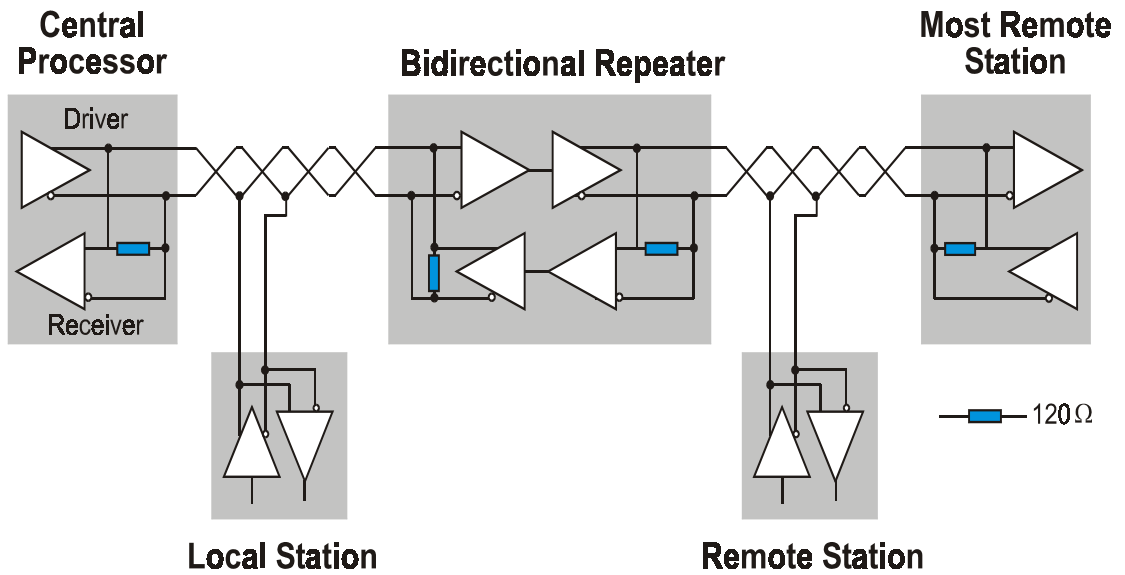 Central
Processor
Bidirectional Repeater
Most Remote
Station
Driver
Receiver
120Ω
Local Station
Remote Station